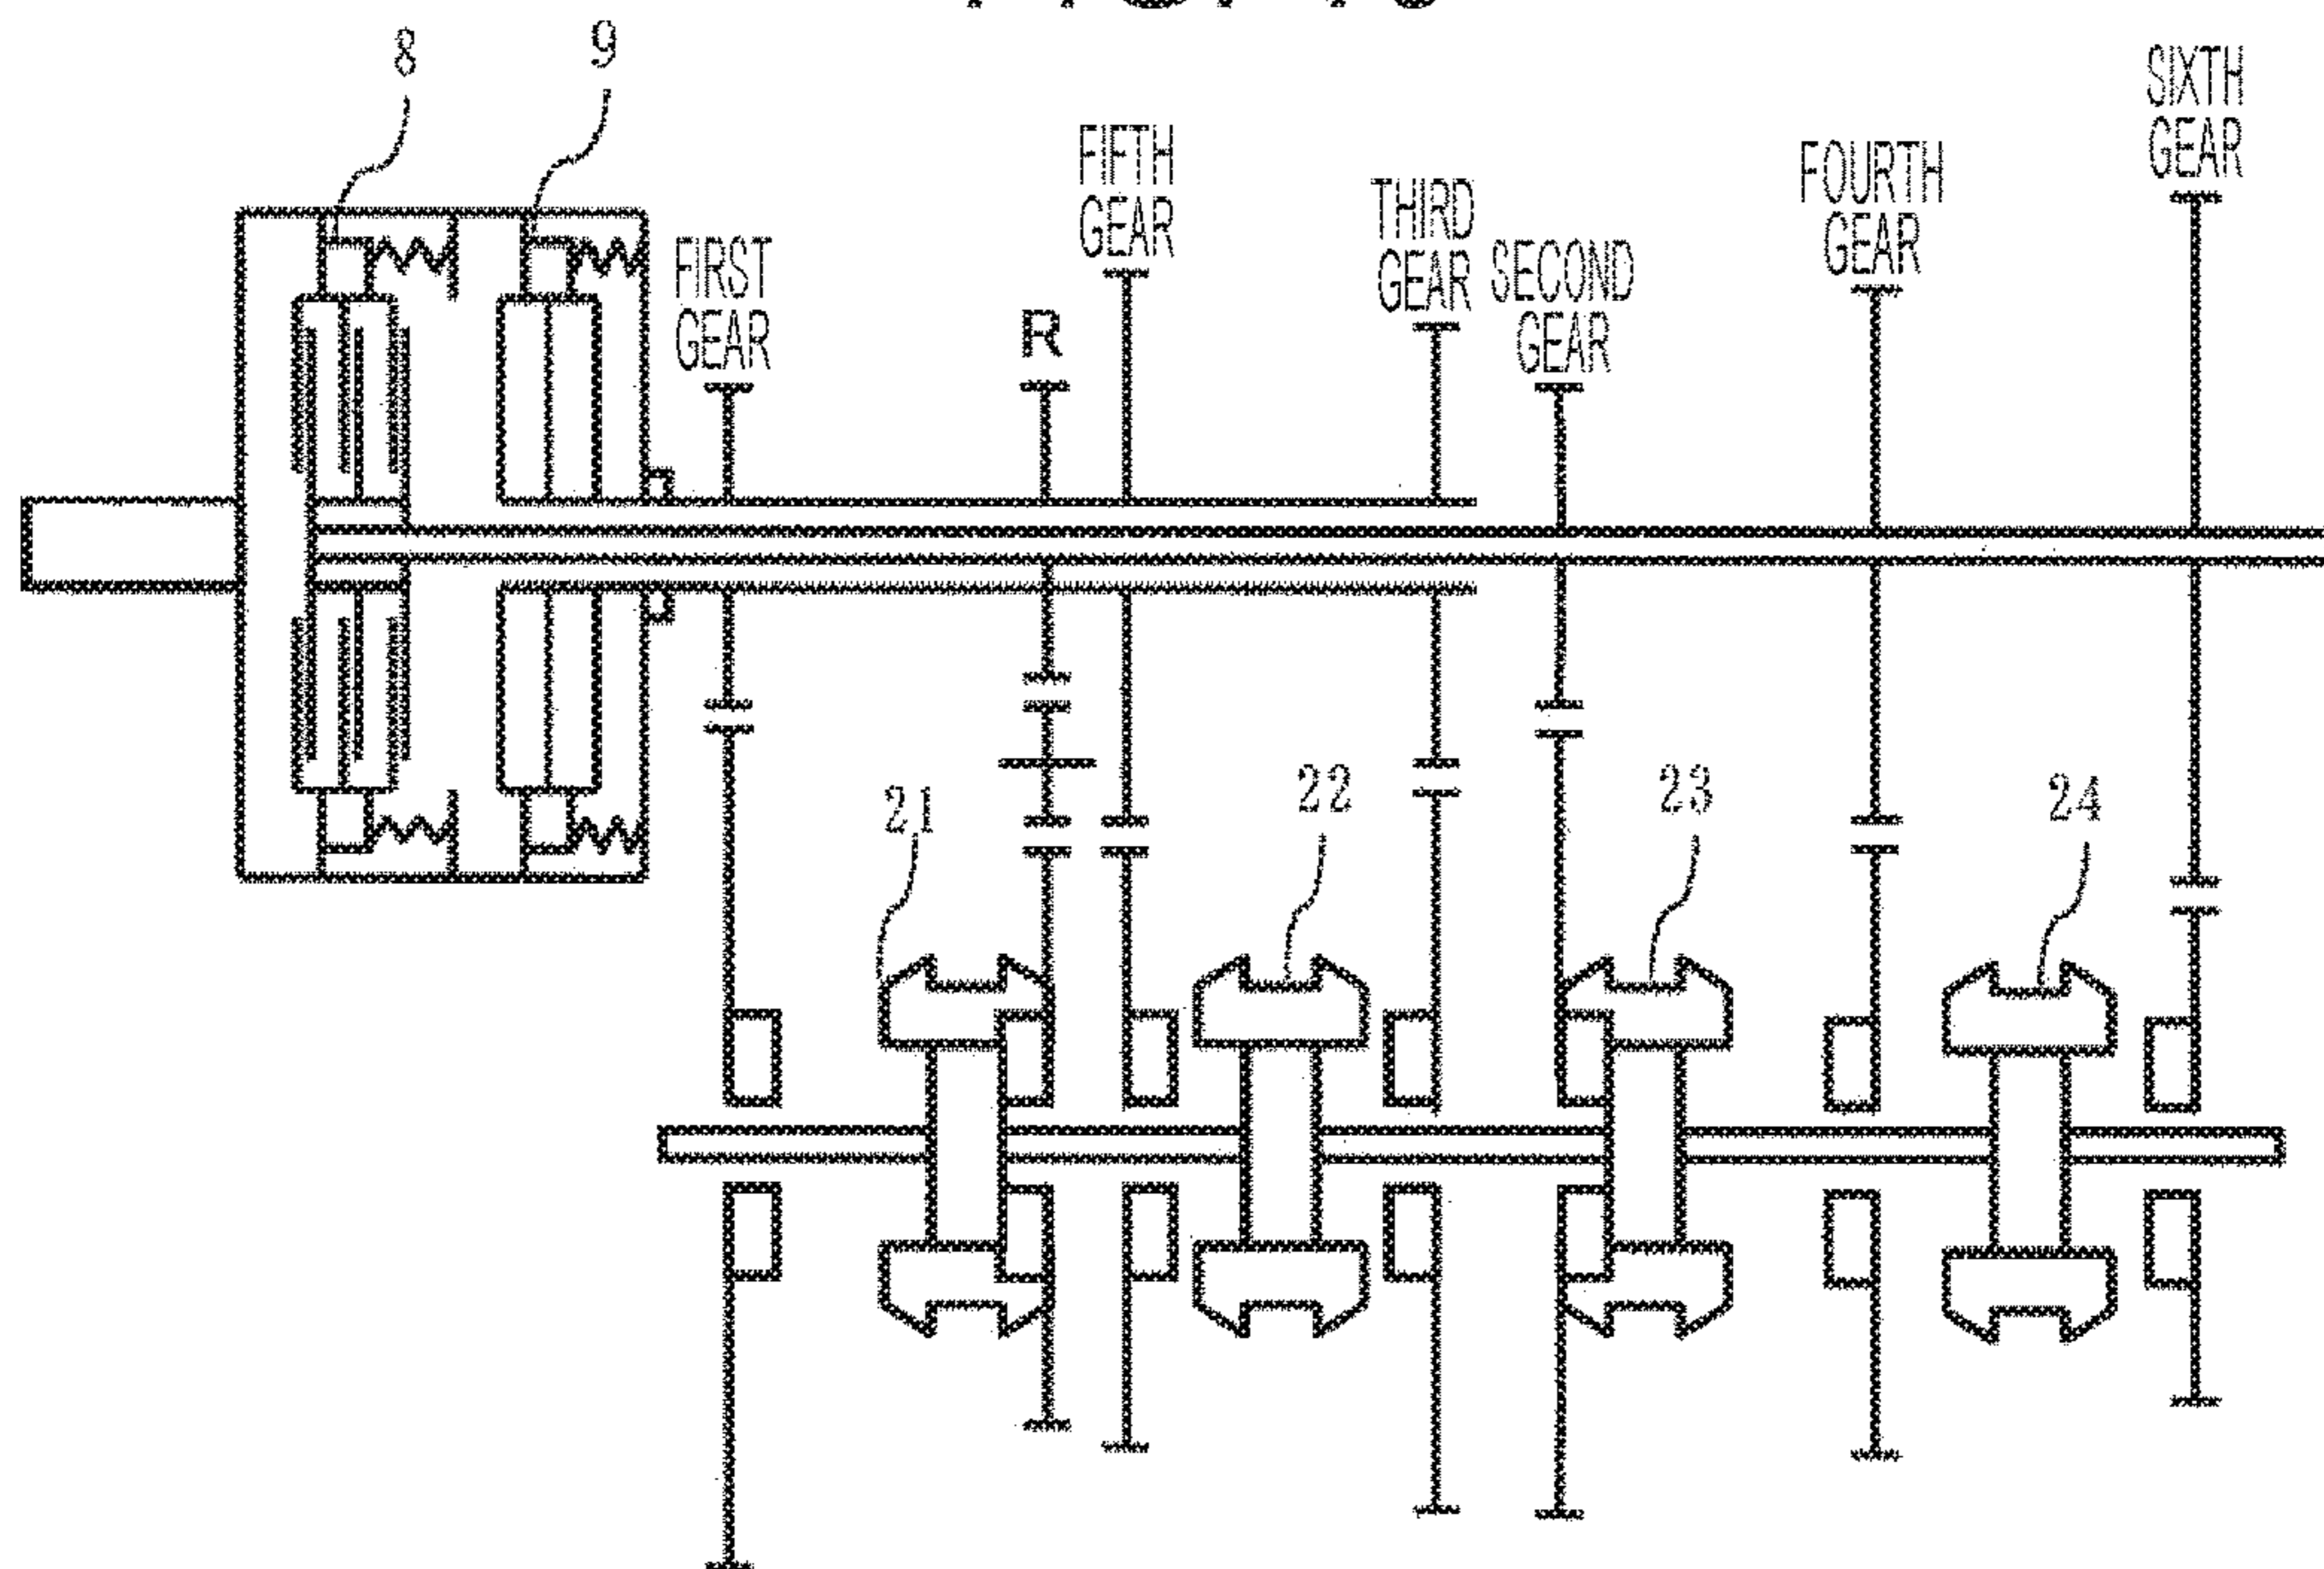 8
9
SIXTH
GEAR
FIFTH
GEAR
FOURTH
GEAR
THIRD
GEAR
FIRST
GEAR
SECOND
GEAR
R
21
22
23
24